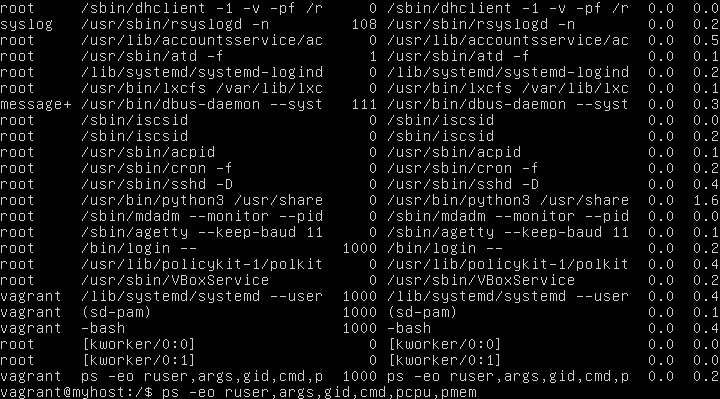 root     /sbin/dhclient -1 -v -pf /r     0 /sbin/dhclient -1 -v -pf /r  0.0  0.0
syslog   /usr/sbin/rsyslogd -n         108 /usr/sbin/rsyslogd -n        0.0  0.2
root     /usr/lib/accountsservice/ac     0 /usr/lib/accountsservice/ac  0.0  0.5
root     /usr/sbin/atd -f                1 /usr/sbin/atd -f             0.0  0.1
root     /lib/systemd/systemd-logind     0 /lib/systemd/systemd-logind  0.0  0.2
root     /usr/bin/lxcfs /var/lib/lxc     0 /usr/bin/lxcfs /var/lib/lxc  0.0  0.1
message+ /usr/bin/dbus-daemon --syst   111 /usr/bin/dbus-daemon --syst  0.0  0.3
root     /sbin/iscsid                    0 /sbin/iscsid                 0.0  0.0
root     /sbin/iscsid                    0 /sbin/iscsid                 0.0  0.2
root     /usr/sbin/acpid                 0 /usr/sbin/acpid              0.0  0.1
root     /usr/sbin/cron -f               0 /usr/sbin/cron -f            0.0  0.2
root     /usr/sbin/sshd -D               0 /usr/sbin/sshd -D            0.0  0.4
root     /usr/bin/python3 /usr/share     0 /usr/bin/python3 /usr/share  0.0  1.6
root     /sbin/mdadm --monitor --pid     0 /sbin/mdadm --monitor --pid  0.0  0.0
root     /sbin/agetty --keep-baud 11     0 /sbin/agetty --keep-baud 11  0.0  0.1
root     /bin/login --                1000 /bin/login --                0.0  0.2
root     /usr/lib/policykit-1/polkit     0 /usr/lib/policykit-1/polkit  0.0  0.4
root     /usr/sbin/VBoxService           0 /usr/sbin/VBoxService        0.0  0.2
vagrant  /lib/systemd/systemd --user  1000 /lib/systemd/systemd --user  0.0  0.4
vagrant  (sd-pam)                     1000 (sd-pam)                     0.0  0.1
vagrant  -bash                        1000 -bash                        0.0  0.4
root     [kworker/0:0]                   0 [kworker/0:0]                0.0  0.0
root     [kworker/0:1]                   0 [kworker/0:1]                0.0  0.0
vagrant  ps -eo ruser,args,gid,cmd,p  1000 ps -eo ruser,args,gid,cmd,p  0.0  0.2
vagrant@myhost:/$ ps -eo ruser,args,gid,cmd,pcpu,pmem